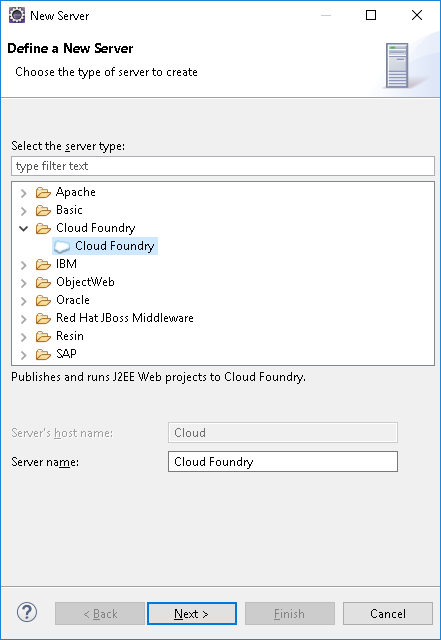 New Server
Define a New Server
Choose the type of server to create
Select the server type:
type filter text
Apache
Basic
Cloud Foundry
Cloud Foundry
IBM
ObjectWeb
Oracle
Red Hat JBoss Middleware
Resin
SAP
Publishes and runs J2EE Web projects to Cloud Foundry.
Server's host name: Cloud
Server name: Cloud Foundry
? < Back Next > Finish Cancel